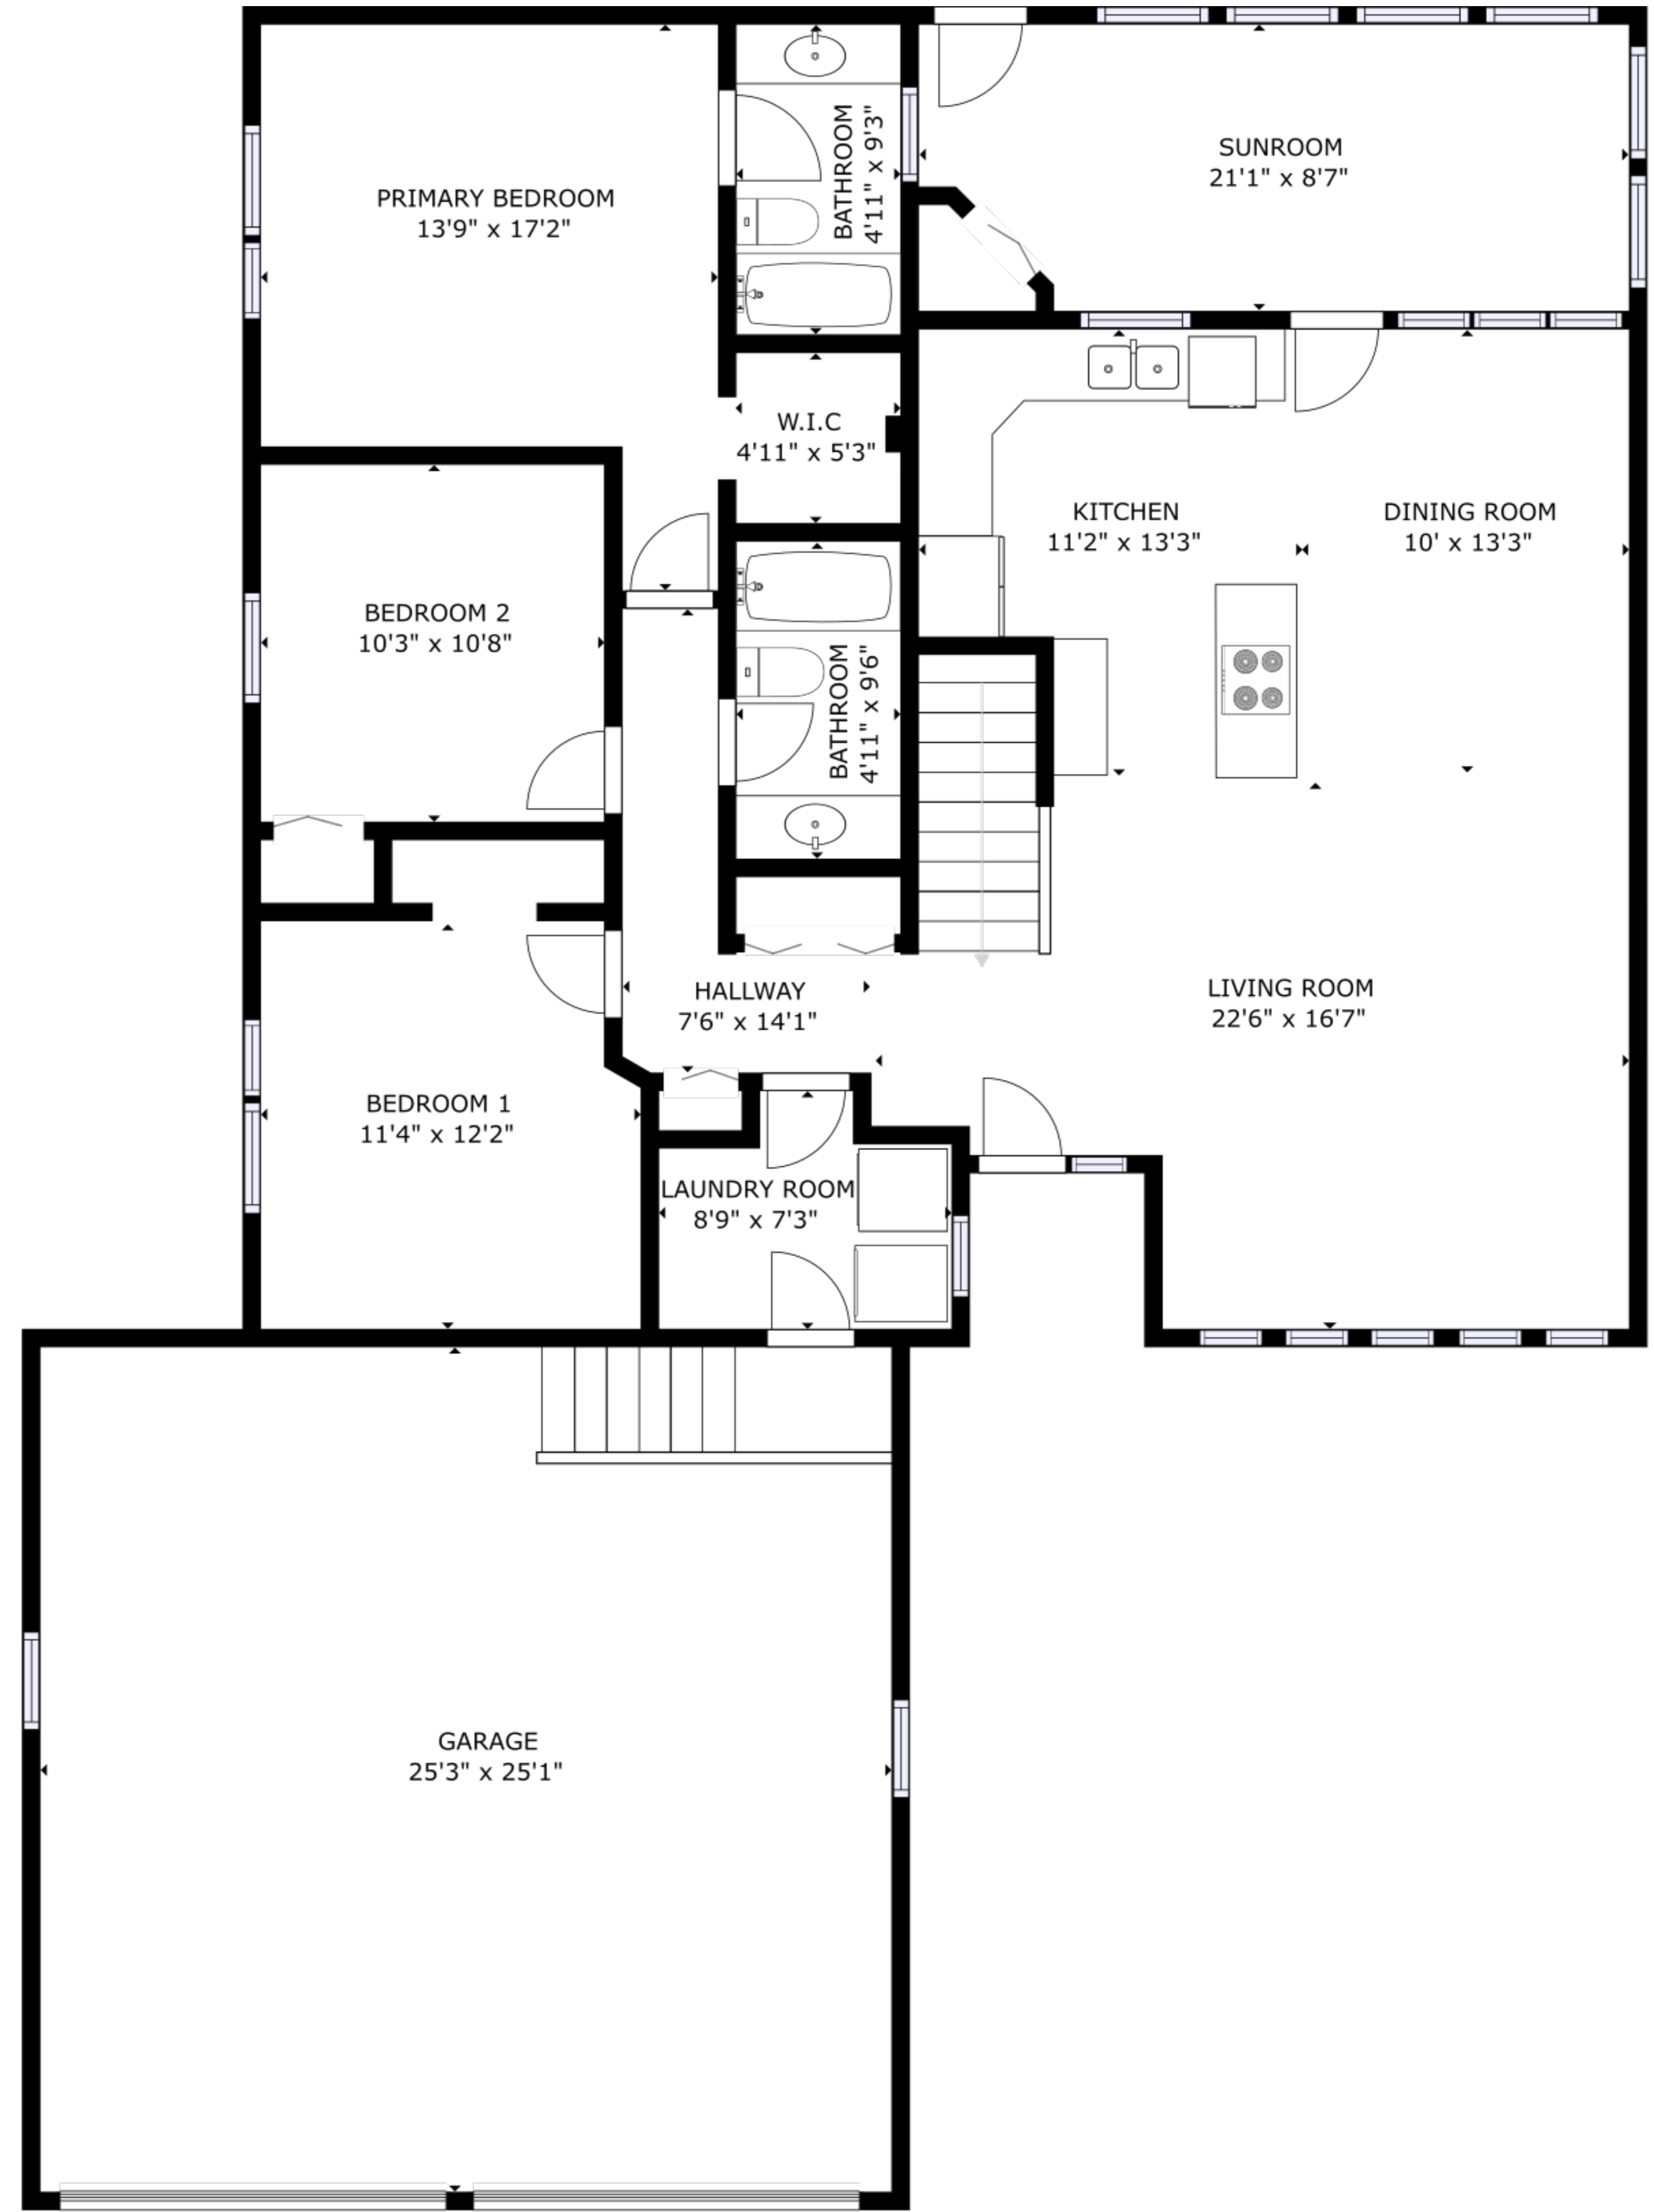 PRIMARY BEDROOM
13'9" x 17'2"
BATHROOM
4'11" x 9'3"
SUNROOM
21'1" x 8'7"
W.I.C
4'11" x 5'3"
KITCHEN
11'2" x 13'3"
DINING ROOM
10' x 13'3"
BEDROOM 2
10'3" x 10'8"
BATHROOM
4'11" x 9'6"
HALLWAY
7'6" x 14'1"
LIVING ROOM
22'6" x 16'7"
BEDROOM 1
11'4" x 12'2"
LAUNDRY ROOM
8'9" x 7'3"
GARAGE
25'3" x 25'1"